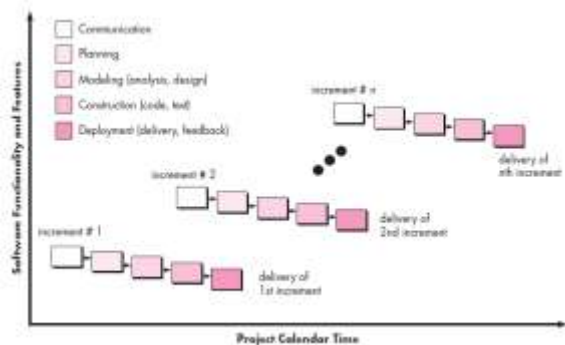 Communication
Planning
Modeling (analysis, design)
Construction (code, test)
Deployment (delivery, feedback)
increment # n
delivery of
nth increment
increment # 2
delivery of
2nd increment
increment # 1
delivery of
1st increment
Software Functionality and Features
Project Calendar Time